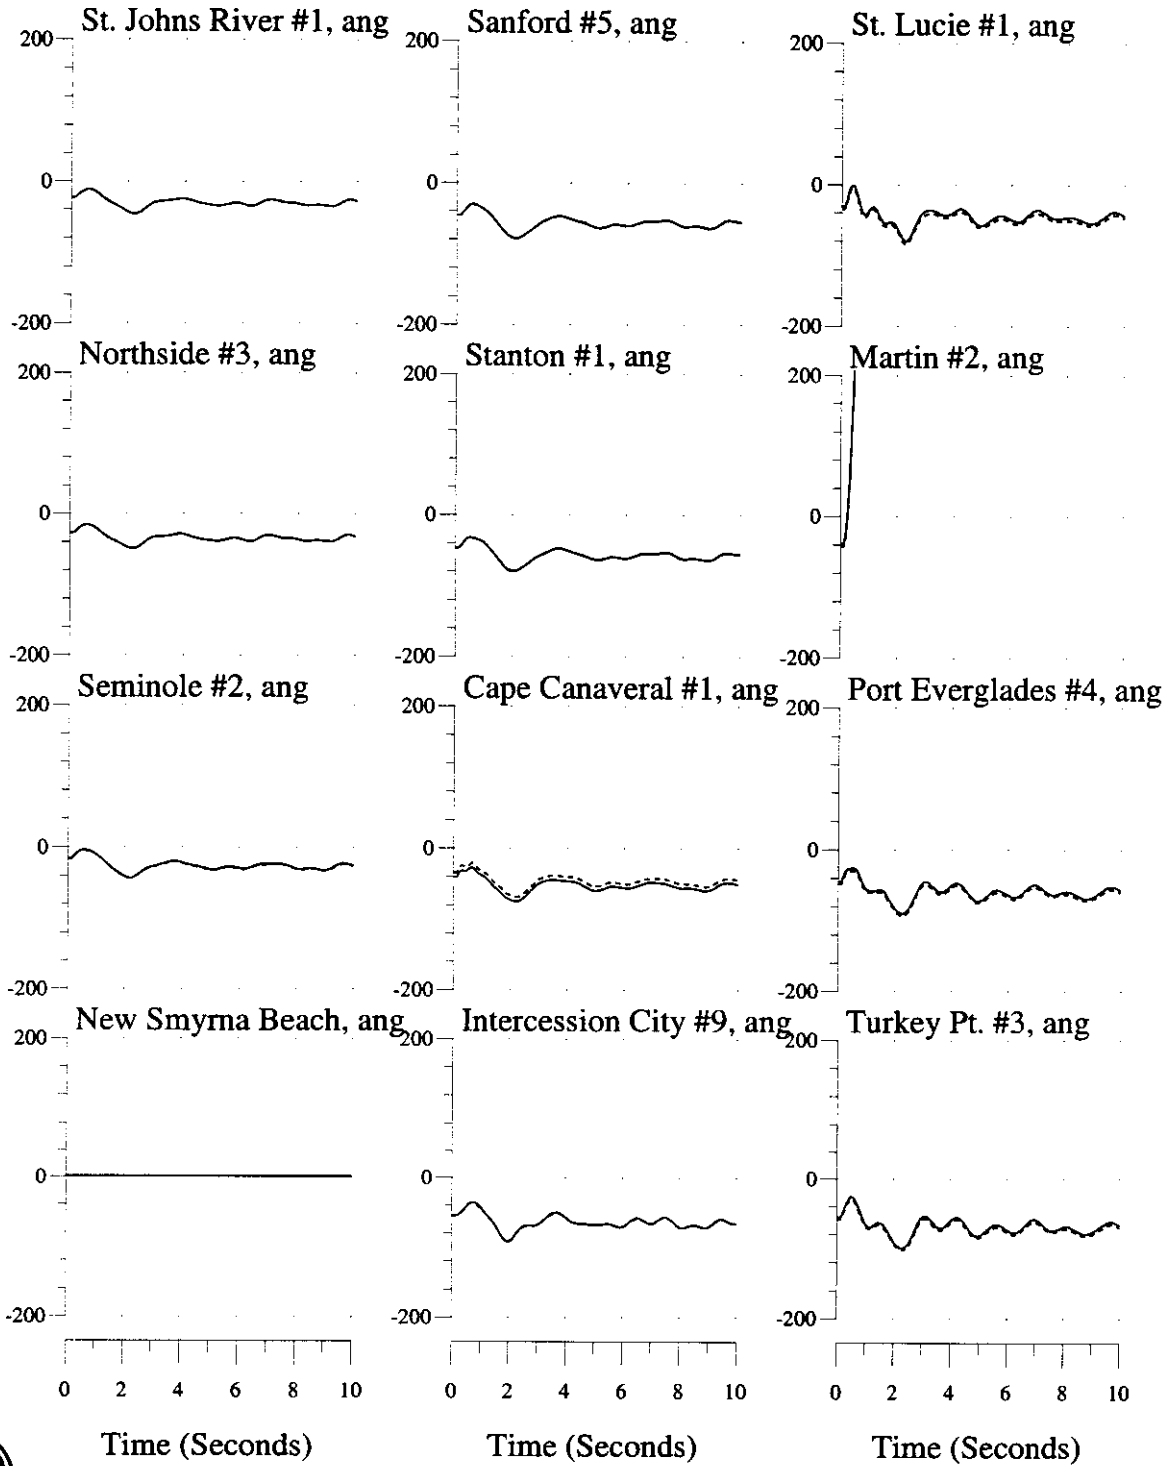 St. Johns River #1, ang
200
0
-200
Northside #3, ang
200
0
-200
Seminole #2, ang
200
0
-200
New Smyrna Beach, ang
200
0
-200
0 2 4 6 8 10
Time (Seconds)
Sanford #5, ang
200
0
-200
Stanton #1, ang
200
0
-200
Cape Canaveral #1, ang
200
0
-200
Intercession City #9, ang
200
0
-200
0 2 4 6 8 10
Time (Seconds)
St. Lucie #1, ang
200
0
-200
Martin #2, ang
200
0
-200
Port Everglades #4, ang
200
0
-200
Turkey Pt. #3, ang
200
0
-200
0 2 4 6 8 10
Time (Seconds)